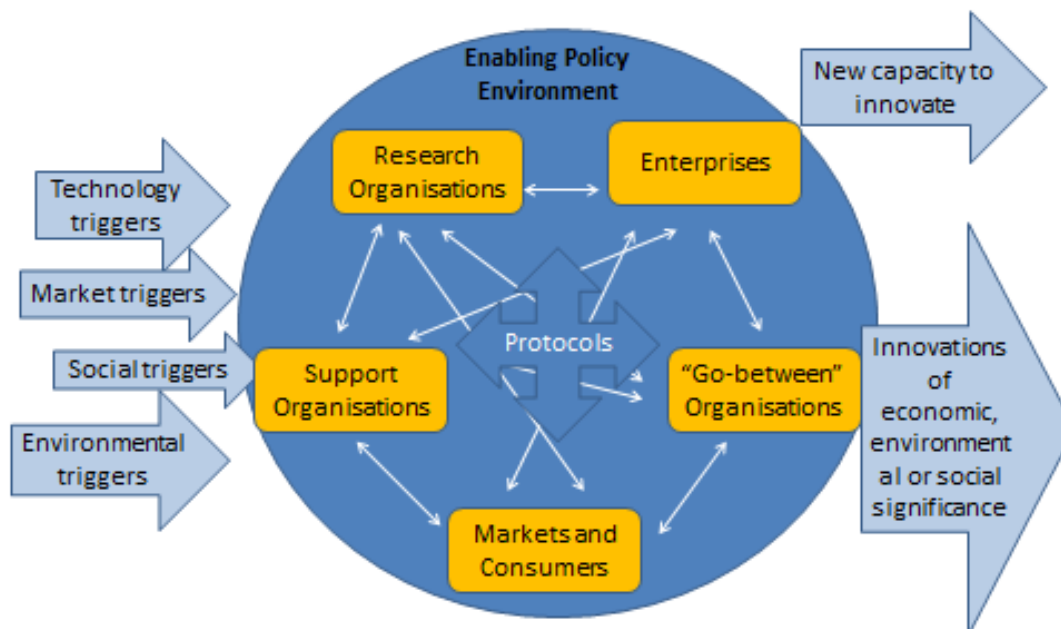 Enabling Policy
Environment
New capacity to
innovate
Research
Organisations
Enterprises
Technology
triggers
Market triggers
Protocols
Social triggers
Support
Organisations
“Go-between”
Organisations
Innovations
of
economic,
environment
al or social
significance
Environmental
triggers
Markets and
Consumers